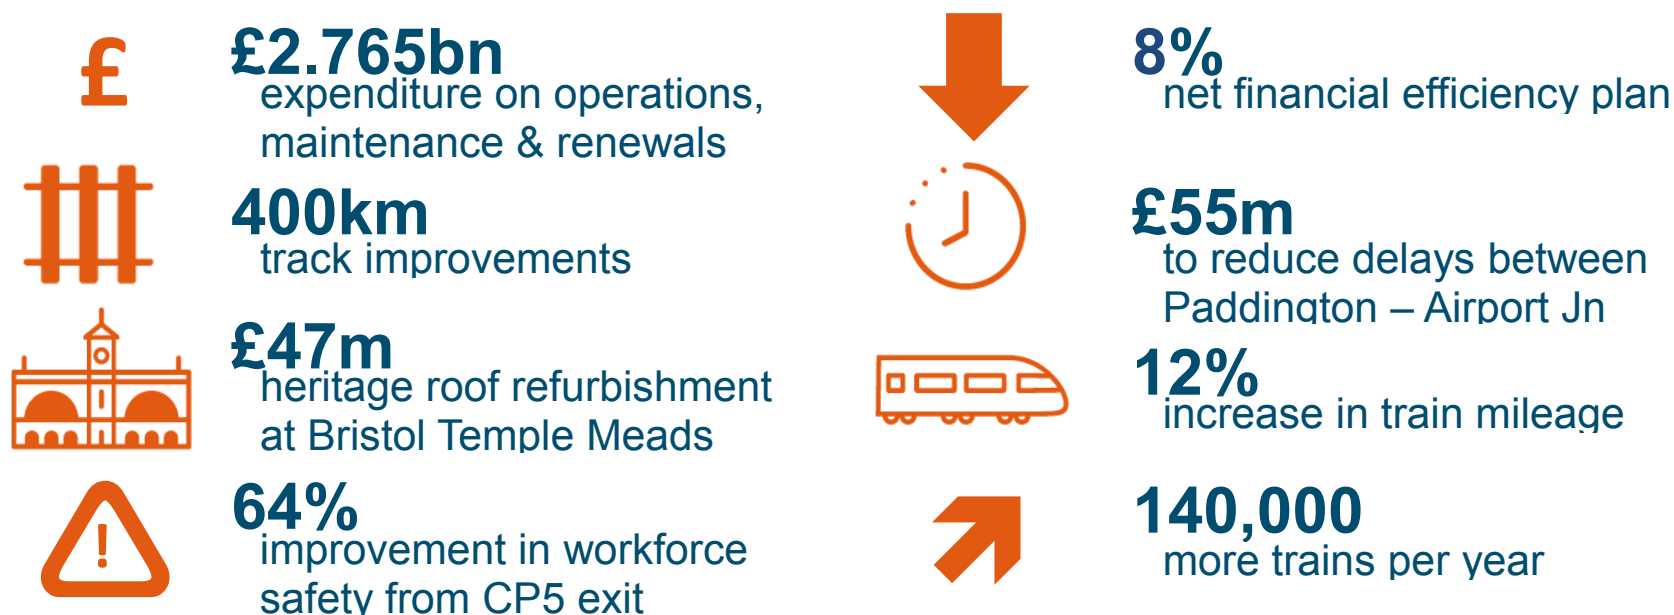 £
£2.765bn
expenditure on operations,
maintenance & renewals
400km
track improvements
£47m
heritage roof refurbishment
at Bristol Temple Meads
!
64%
improvement in workforce
safety from CP5 exit
8%
net financial efficiency plan
£55m
to reduce delays between
Paddington – Airport Jn
12%
increase in train mileage
140,000
more trains per year